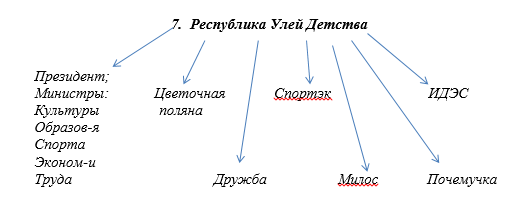 7. Республика Улей Детства
Президент;
Министры: Цветочная Спортэк ИДЭС
Культуры поляна
Образов-я
Спорта
Эконом-и
Труда Дружба Милос Почемучка